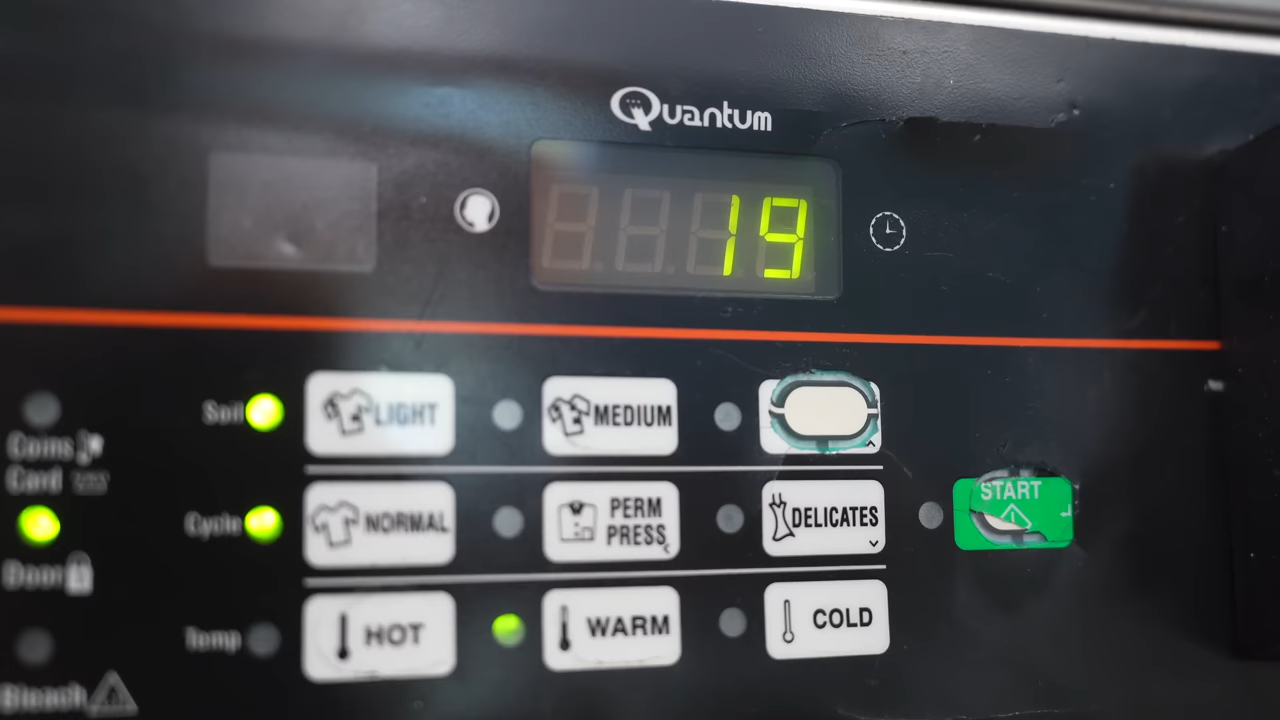 Quantum
19
Coins
Card
Soil
LIGHT
MEDIUM
Cycle
NORMAL
PERM
PRESS
DELICATES
START
Door
Temp
HOT
WARM
COLD
Bleach